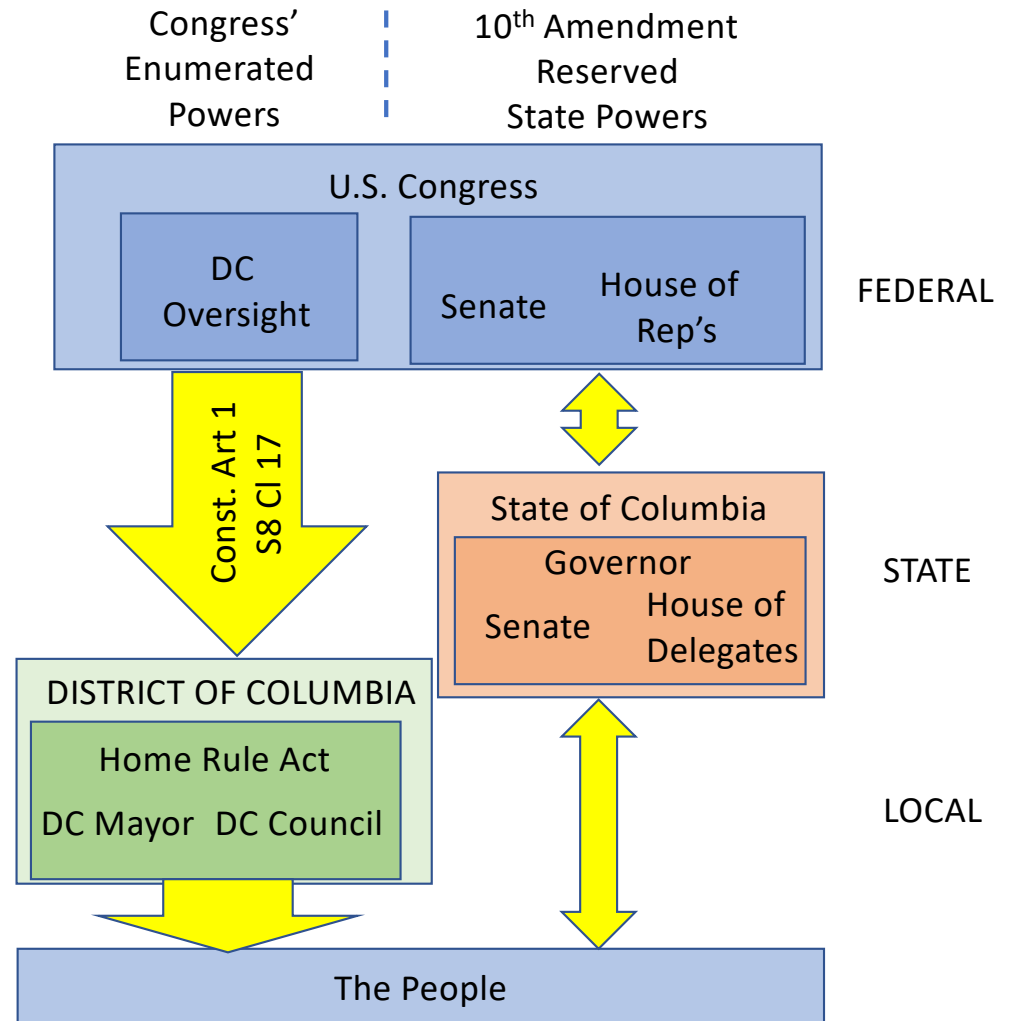 Congress’
Enumerated
Powers
10th Amendment
Reserved
State Powers
U.S. Congress
DC
Oversight
Senate
House of
Rep’s
FEDERAL
Const. Art 1
S8 Cl 17
State of Columbia
Governor
Senate
House of
Delegates
STATE
DISTRICT OF COLUMBIA
Home Rule Act
DC Mayor DC Council
LOCAL
The People